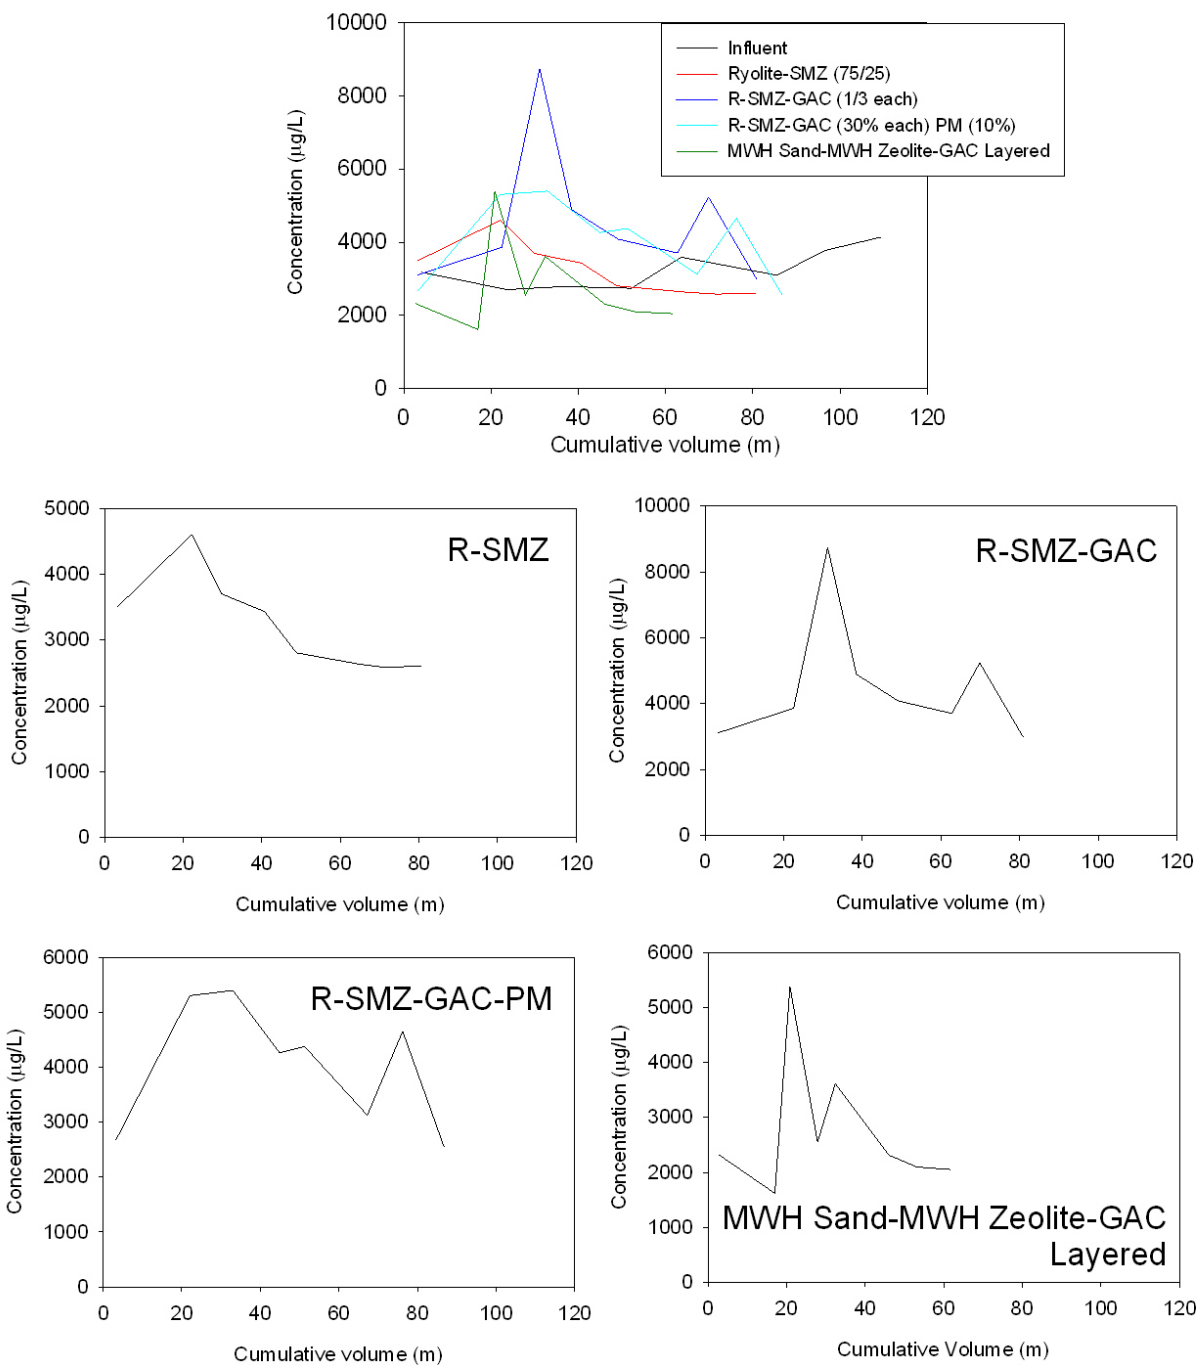 10000
8000
6000
4000
2000
0
Concentration (µg/L)
Influent
Ryolite-SMZ (75/25)
R-SMZ-GAC (1/3 each)
R-SMZ-GAC (30% each) PM (10%)
MWH Sand-MWH Zeolite-GAC Layered
0 20 40 60 80 100 120
Cumulative volume (m)
5000
4000
3000
2000
1000
0
Concentration (µg/L)
R-SMZ
0 20 40 60 80 100 120
Cumulative volume (m)
10000
8000
6000
4000
2000
0
Concentration (µg/L)
R-SMZ-GAC
0 20 40 60 80 100 120
Cumulative volume (m)
6000
5000
4000
3000
2000
1000
0
Concentration (µg/L)
R-SMZ-GAC-PM
0 20 40 60 80 100 120
Cumulative volume (m)
6000
5000
4000
3000
2000
1000
0
Concentration (µg/L)
MWH Sand-MWH Zeolite-GAC
Layered
0 20 40 60 80 100 120
Cumulative Volume (m)